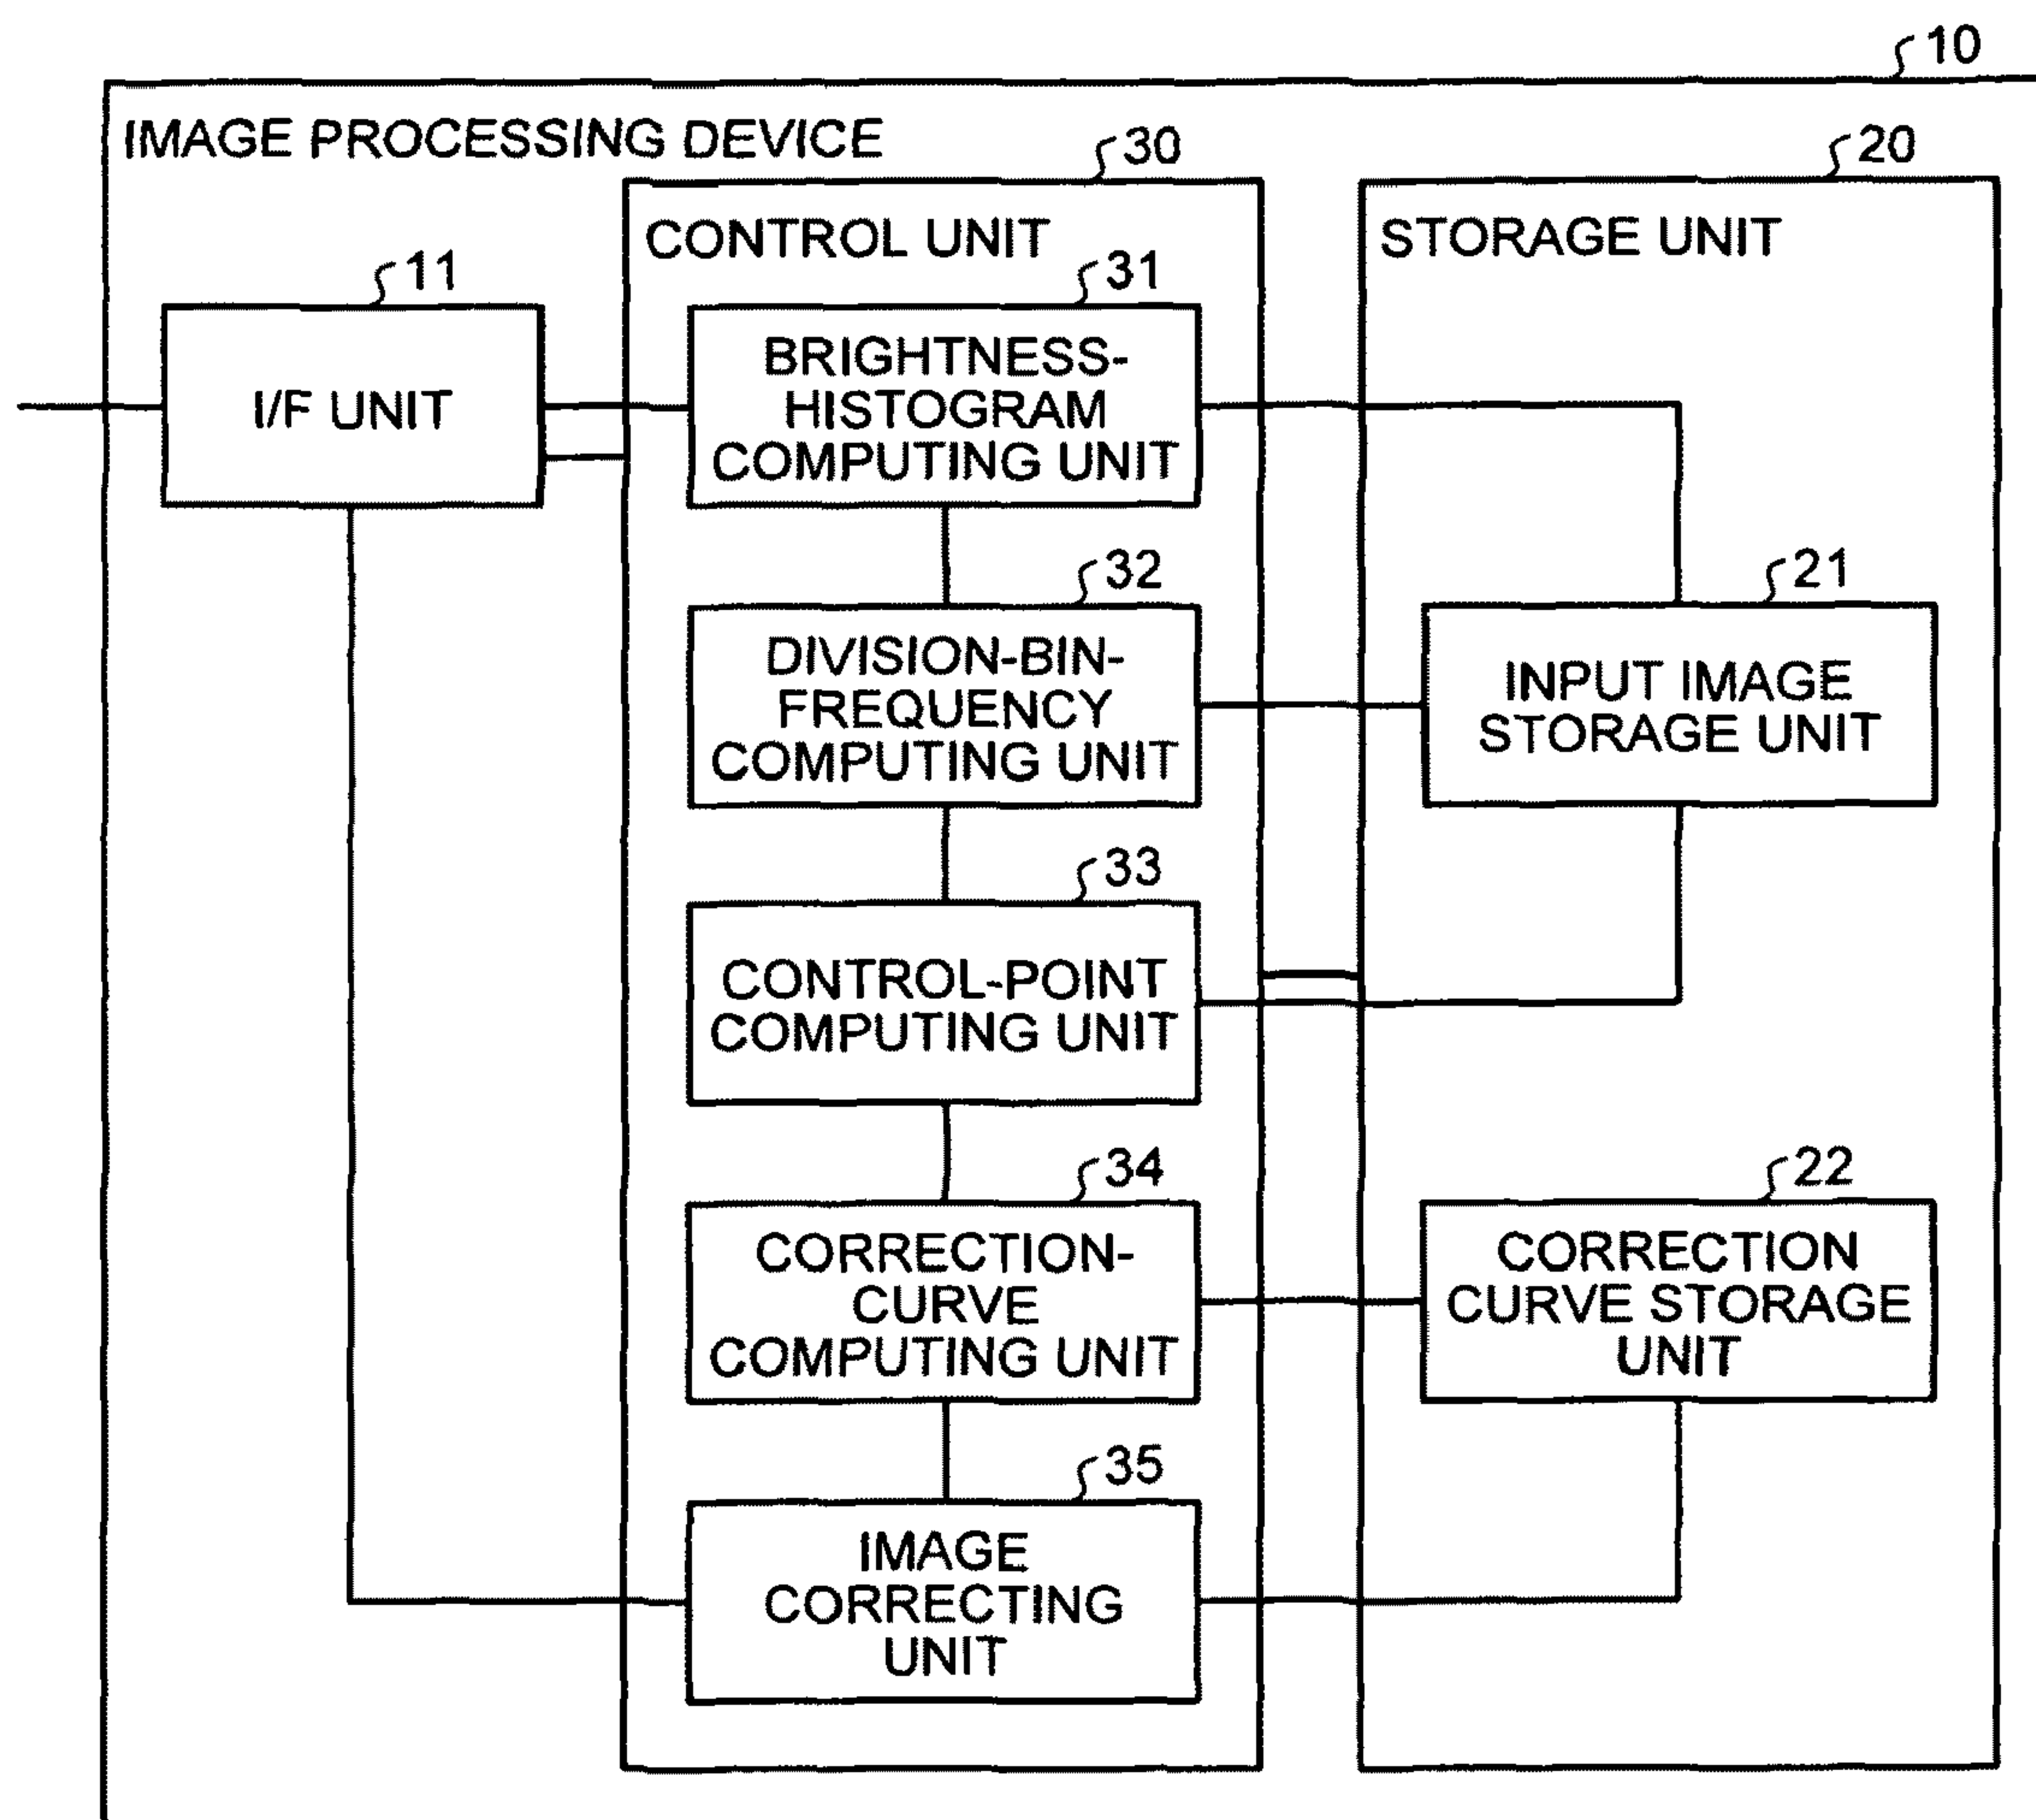 10
IMAGE PROCESSING DEVICE
30
20
CONTROL UNIT
STORAGE UNIT
11
I/F UNIT
31
BRIGHTNESS-
HISTOGRAM
COMPUTING UNIT
32
DIVISION-BIN-
FREQUENCY
COMPUTING UNIT
21
INPUT IMAGE
STORAGE UNIT
33
CONTROL-POINT
COMPUTING UNIT
34
CORRECTION-
CURVE
COMPUTING UNIT
22
CORRECTION
CURVE STORAGE
UNIT
35
IMAGE
CORRECTING
UNIT